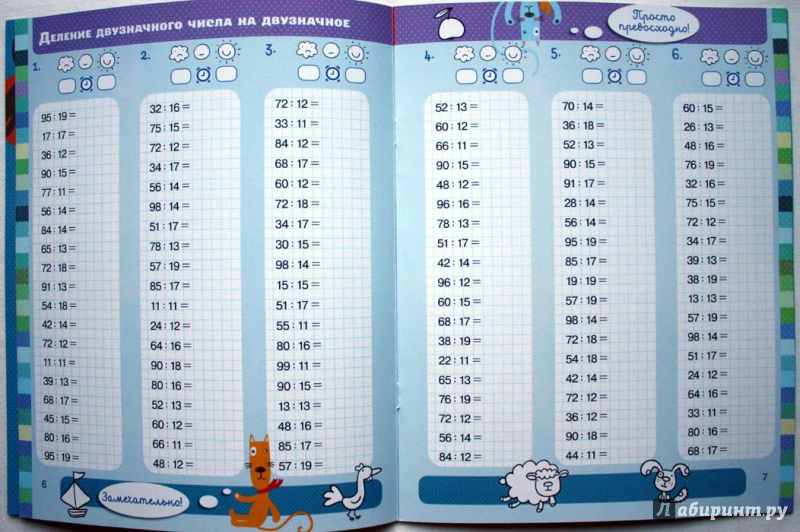 Деление двузначного числа на двузначное
1.
95 : 19 =
17 : 17 =
36 : 12 =
90 : 15 =
77 : 11 =
56 : 14 =
84 : 14 =
65 : 13 =
72 : 18 =
91 : 13 =
54 : 18 =
42 : 14 =
72 : 12 =
11 : 11 =
39 : 13 =
68 : 17 =
45 : 15 =
80 : 16 =
95 : 19 =
2.
32 : 16 =
75 : 15 =
72 : 12 =
34 : 17 =
56 : 14 =
98 : 14 =
51 : 17 =
78 : 13 =
57 : 19 =
85 : 17 =
11 : 11 =
24 : 12 =
64 : 16 =
90 : 18 =
80 : 16 =
52 : 13 =
60 : 12 =
66 : 11 =
48 : 12 =
3.
72 : 12 =
33 : 11 =
84 : 12 =
68 : 17 =
60 : 12 =
72 : 18 =
34 : 17 =
30 : 15 =
98 : 14 =
15 : 15 =
51 : 17 =
55 : 11 =
80 : 16 =
99 : 11 =
90 : 15 =
13 : 13 =
48 : 16 =
85 : 17 =
57 : 19 =
6
Замечательно!
Просто
превосходно!
4.
52 : 13 =
60 : 12 =
66 : 11 =
90 : 15 =
48 : 12 =
96 : 16 =
78 : 13 =
51 : 17 =
42 : 14 =
96 : 12 =
60 : 15 =
68 : 17 =
38 : 19 =
22 : 11 =
65 : 13 =
76 : 19 =
72 : 12 =
56 : 14 =
84 : 12 =
5.
70 : 14 =
36 : 18 =
52 : 13 =
90 : 15 =
91 : 17 =
28 : 14 =
56 : 14 =
95 : 19 =
85 : 17 =
19 : 19 =
57 : 19 =
98 : 14 =
72 : 18 =
54 : 18 =
42 : 14 =
72 : 12 =
36 : 12 =
90 : 18 =
44 : 11 =
6.
60 : 15 =
26 : 13 =
48 : 16 =
76 : 19 =
32 : 16 =
75 : 15 =
72 : 12 =
34 : 17 =
39 : 13 =
38 : 19 =
13 : 13 =
57 : 19 =
98 : 14 =
51 : 17 =
24 : 12 =
64 : 16 =
33 : 11 =
80 : 16 =
68 : 17 =
7
Лабиринт.ру